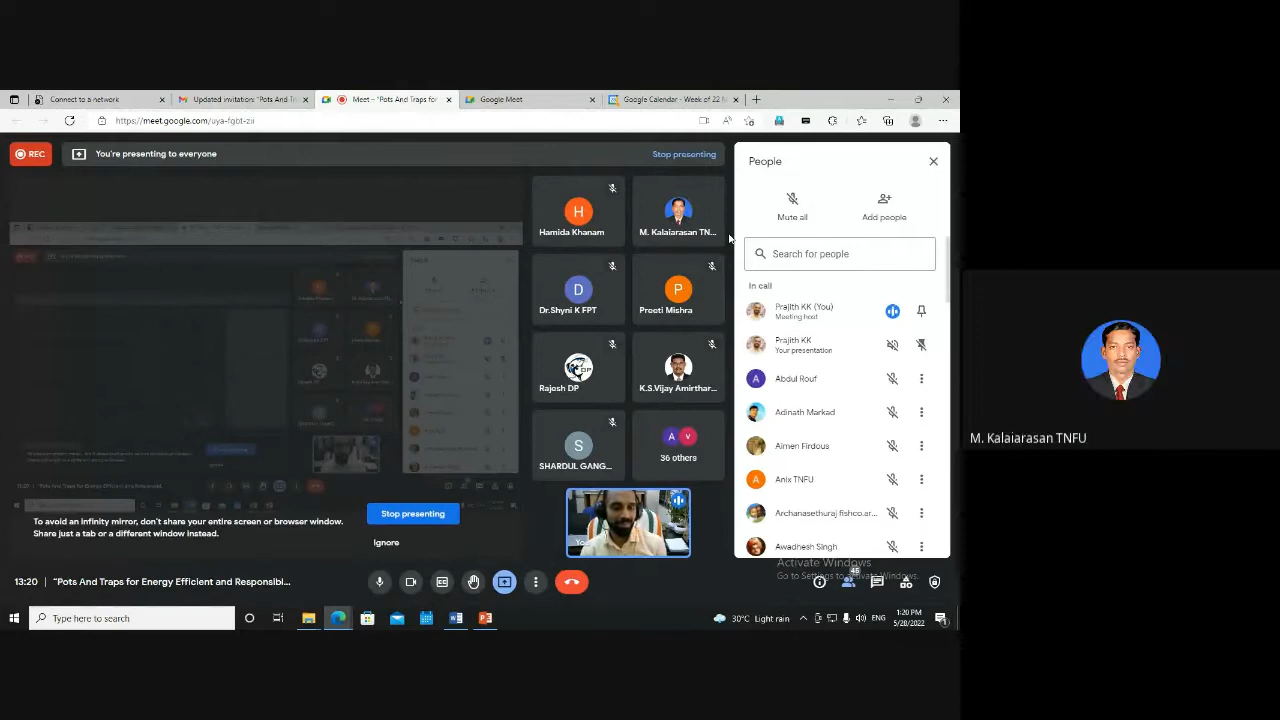 Connect to a network
Updated invitation: "Pots And Tr
Meet – "Pots And Traps for
Google Meet
Google Calendar - Week of 22 M
https://meet.google.com/uya-fgbt-zii
REC
You're presenting to everyone
Stop presenting
Hamida Khanam
M. Kalaiarasan TN...
Dr.Shyni K FPT
Preeti Mishra
Rajesh DP
K.S.Vijay Amirthar...
SHARDUL GANG...
36 others
People
Mute all
Add people
Search for people
In call
Prajith KK (You)
Meeting host
Prajith KK
Your presentation
Abdul Rouf
Adinath Markad
Aimen Firdous
Anix TNFU
Archanasethuraj fishco.ar...
Awadhesh Singh
To avoid an infinity mirror, don't share your entire screen or browser window.
Share just a tab or a different window instead.
Stop presenting
Ignore
Activate Windows
Go to Settings to Activate Windows.
13:20
"Pots And Traps for Energy Efficient and Responsibl...
46
Type here to search
30°C Light rain
ENG
1:20 PM
5/28/2022
M. Kalaiarasan TNFU